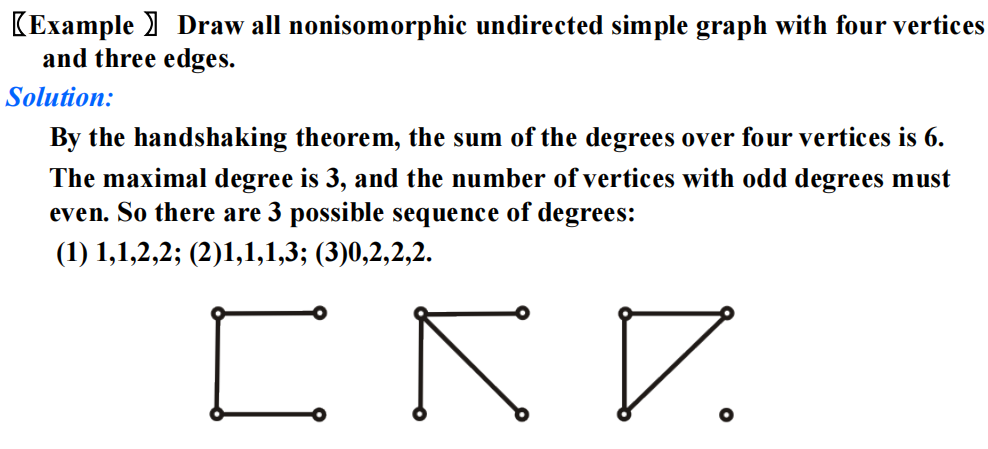 〖Example〗 Draw all nonisomorphic undirected simple graph with four vertices
and three edges.
Solution:
By the handshaking theorem, the sum of the degrees over four vertices is 6.
The maximal degree is 3, and the number of vertices with odd degrees must
even. So there are 3 possible sequence of degrees:
(1) 1,1,2,2; (2)1,1,1,3; (3)0,2,2,2.